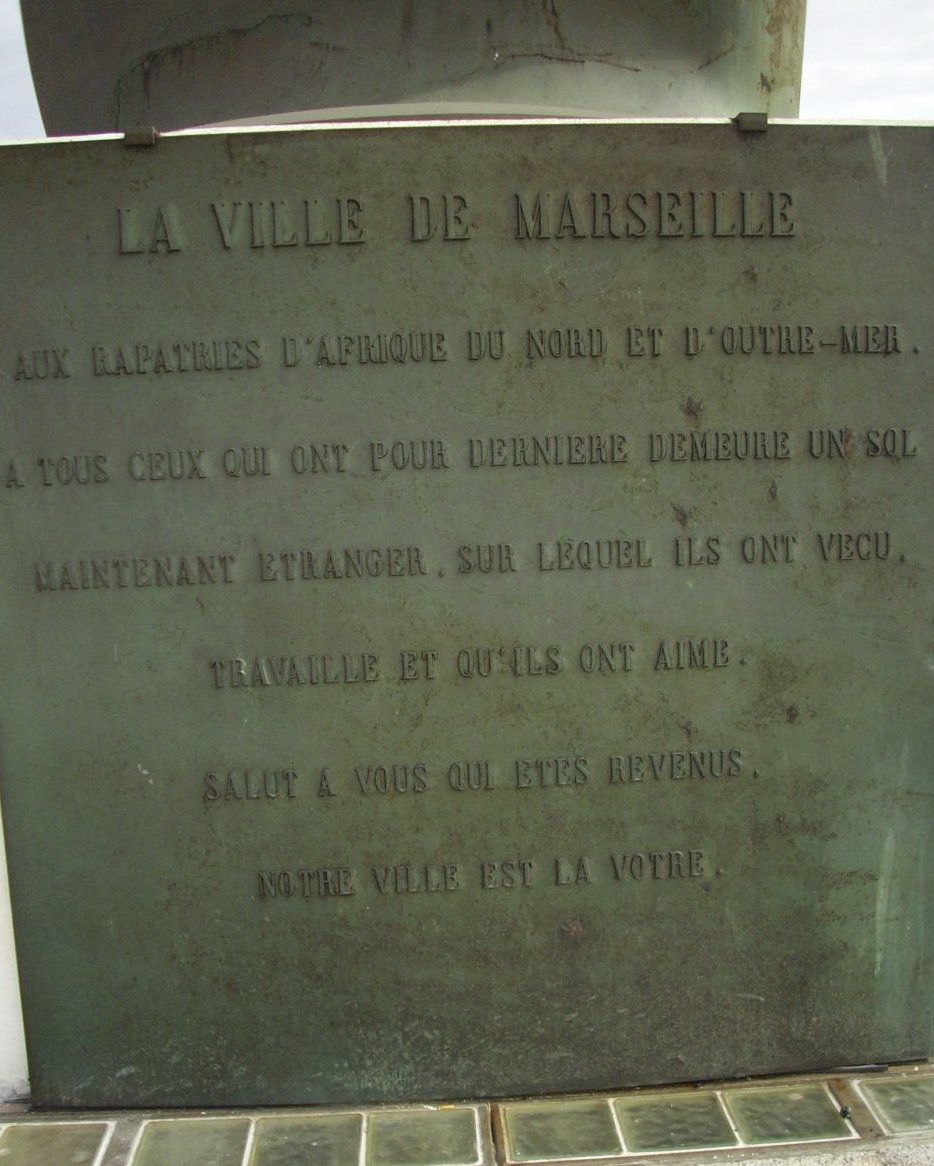 LA VILLE DE MARSEILLE
AUX RAPATRIES D'AFRIQUE DU NORD ET D'OUTRE-MER.
A TOUS CEUX QUI ONT POUR DERNIERE DEMEURE UN SOL
MAINTENANT ETRANGER, SUR LEQUEL ILS ONT VECU,
TRAVAILLE ET QU'ILS ONT AIME.
SALUT A VOUS QUI ETES REVENUS,
NOTRE VILLE EST LA VOTRE.